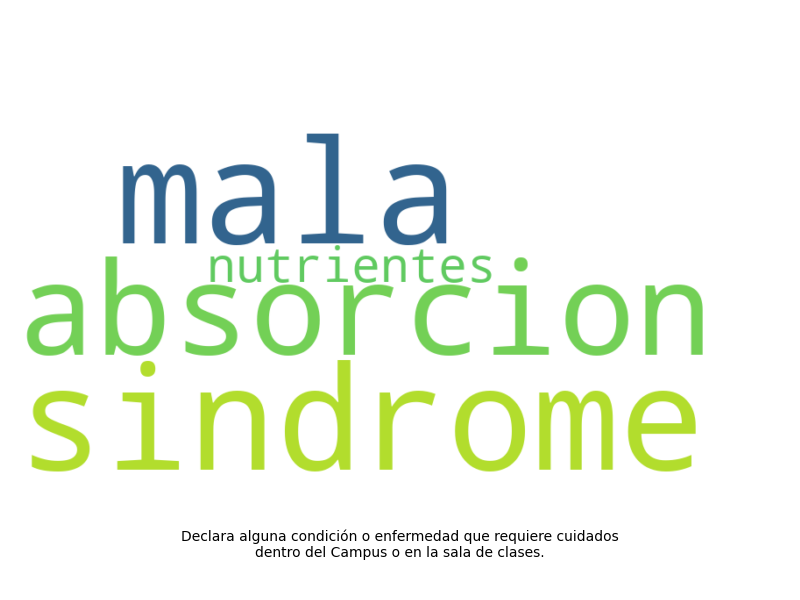 mala
nutrientes
absorcion
sindrome
Declara alguna condición o enfermedad que requiere cuidados
dentro del Campus o en la sala de clases.